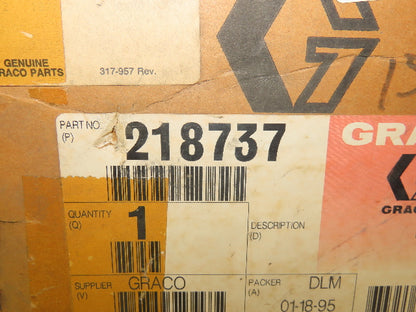 GENUINE
GRACO PARTS
317-957 Rev.
PART NO.
(P)
218737
GRA
GRAC
QUANTITY
(Q)
1
DESCRIPTION
(D)
SUPPLIER
(V)
GRACO
PACKER
(A)
DLM
01-18-95